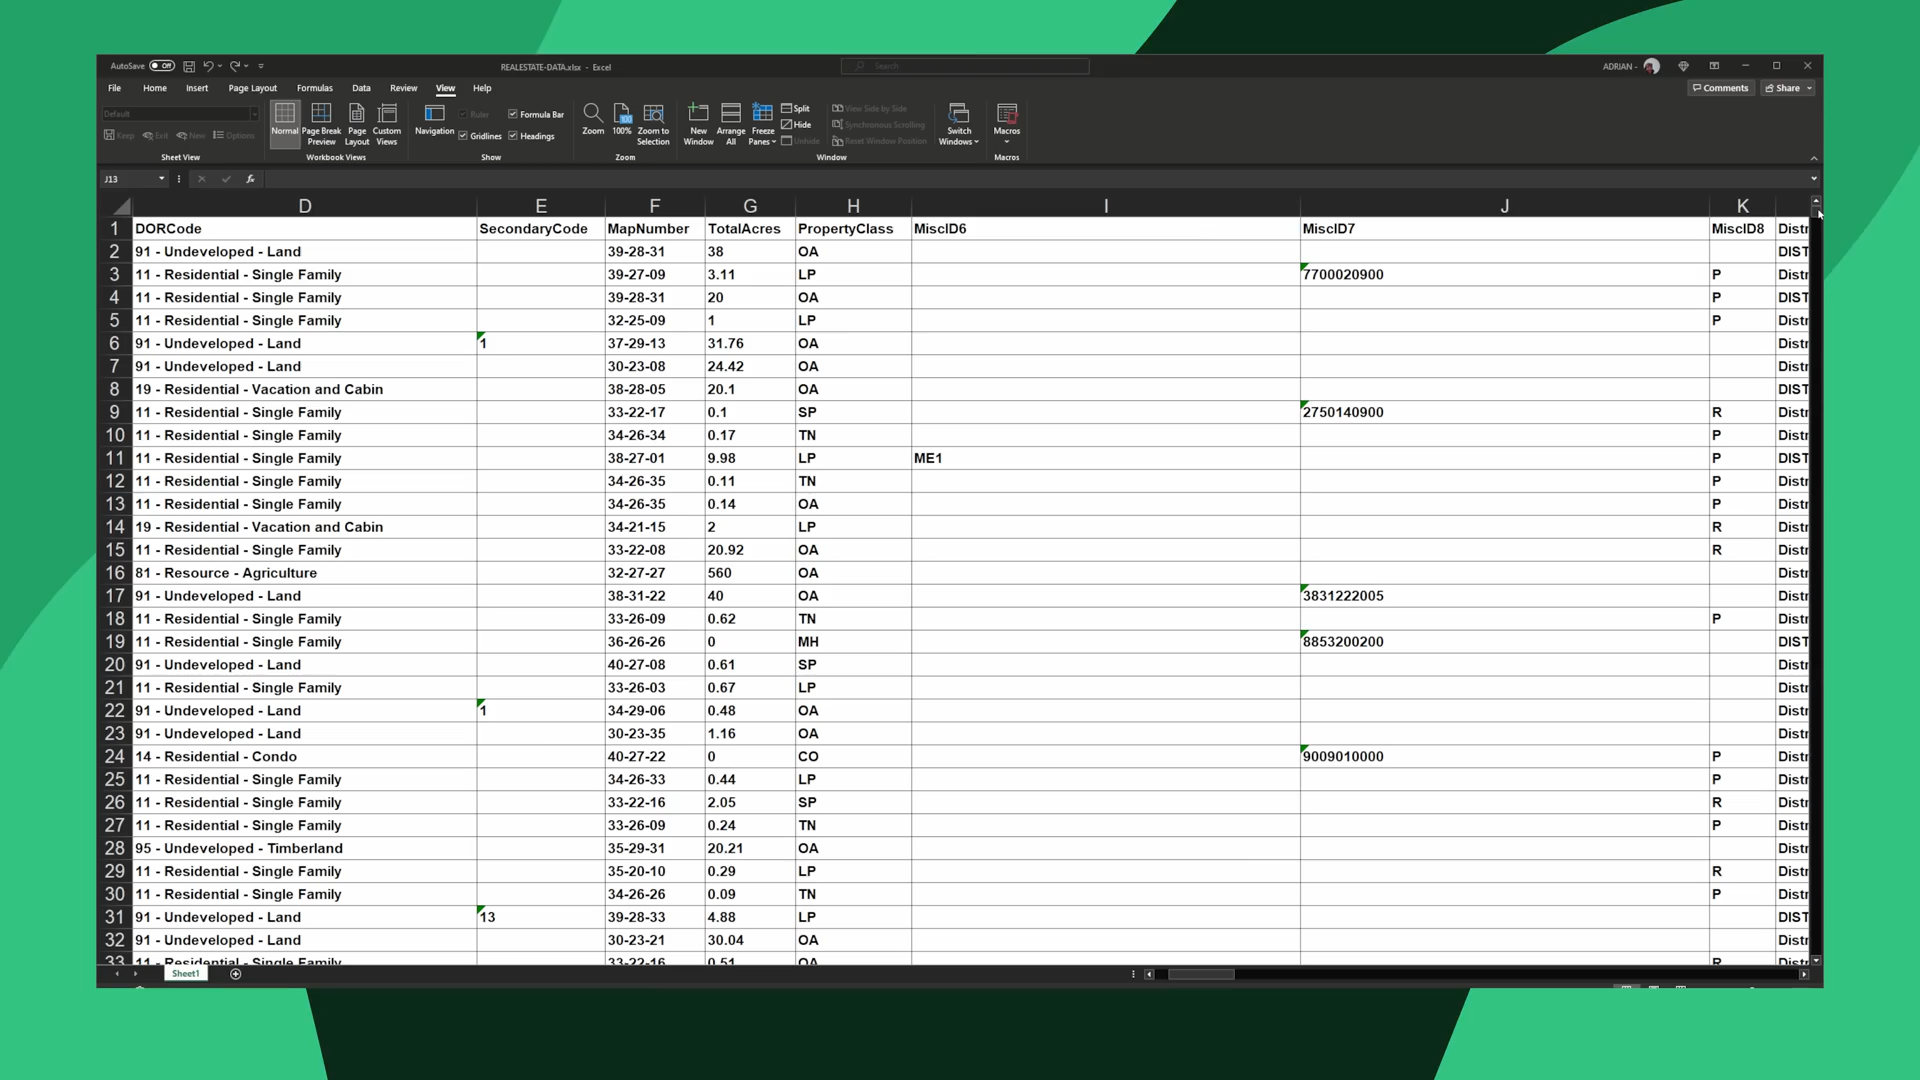 AutoSave Off REALESTATE-DATA.xlsx - Excel Search ADRIAN -
File Home Insert Page Layout Formulas Data Review View Help Comments Share
Default Ruler Formula Bar Split View Side by Side
Hide Synchronous Scrolling
Normal Page Break Preview Page Layout Custom Views Navigation Zoom 100% Zoom to Selection New Window Arrange All Freeze Panes Switch Windows Macros
Keep Exit New Options Gridlines Headings Unhide Reset Window Position
Sheet View Workbook Views Show Zoom Window Macros
J13 fx
D E F G H I J K
1 DORCode SecondaryCode MapNumber TotalAcres PropertyClass MiscID6 MiscID7 MiscID8 Distr
2 91 - Undeveloped - Land 39-28-31 38 OA DIST
3 11 - Residential - Single Family 39-27-09 3.11 LP 7700020900 P Distr
4 11 - Residential - Single Family 39-28-31 20 OA P DIST
5 11 - Residential - Single Family 32-25-09 1 LP P Distr
6 91 - Undeveloped - Land 1 37-29-13 31.76 OA Distr
7 91 - Undeveloped - Land 30-23-08 24.42 OA Distr
8 19 - Residential - Vacation and Cabin 38-28-05 20.1 OA DIST
9 11 - Residential - Single Family 33-22-17 0.1 SP 2750140900 R Distr
10 11 - Residential - Single Family 34-26-34 0.17 TN P Distr
11 11 - Residential - Single Family 38-27-01 9.98 LP ME1 P DIST
12 11 - Residential - Single Family 34-26-35 0.11 TN P Distr
13 11 - Residential - Single Family 34-26-35 0.14 OA P Distr
14 19 - Residential - Vacation and Cabin 34-21-15 2 LP R Distr
15 11 - Residential - Single Family 33-22-08 20.92 OA R Distr
16 81 - Resource - Agriculture 32-27-27 560 OA Distr
17 91 - Undeveloped - Land 38-31-22 40 OA 3831222005 Distr
18 11 - Residential - Single Family 33-26-09 0.62 TN P Distr
19 11 - Residential - Single Family 36-26-26 0 MH 8853200200 DIST
20 91 - Undeveloped - Land 40-27-08 0.61 SP Distr
21 11 - Residential - Single Family 33-26-03 0.67 LP Distr
22 91 - Undeveloped - Land 1 34-29-06 0.48 OA Distr
23 91 - Undeveloped - Land 30-23-35 1.16 OA Distr
24 14 - Residential - Condo 40-27-22 0 CO 9009010000 P Distr
25 11 - Residential - Single Family 34-26-33 0.44 LP P Distr
26 11 - Residential - Single Family 33-22-16 2.05 SP R Distr
27 11 - Residential - Single Family 33-26-09 0.24 TN P Distr
28 95 - Undeveloped - Timberland 35-29-31 20.21 OA Distr
29 11 - Residential - Single Family 35-20-10 0.29 LP R Distr
30 11 - Residential - Single Family 34-26-26 0.09 TN P Distr
31 91 - Undeveloped - Land 13 39-28-33 4.88 LP DIST
32 91 - Undeveloped - Land 30-23-21 30.04 OA Distr
33 11 - Residential - Single Family 33-22-16 0.51 OA R Distr
Sheet1